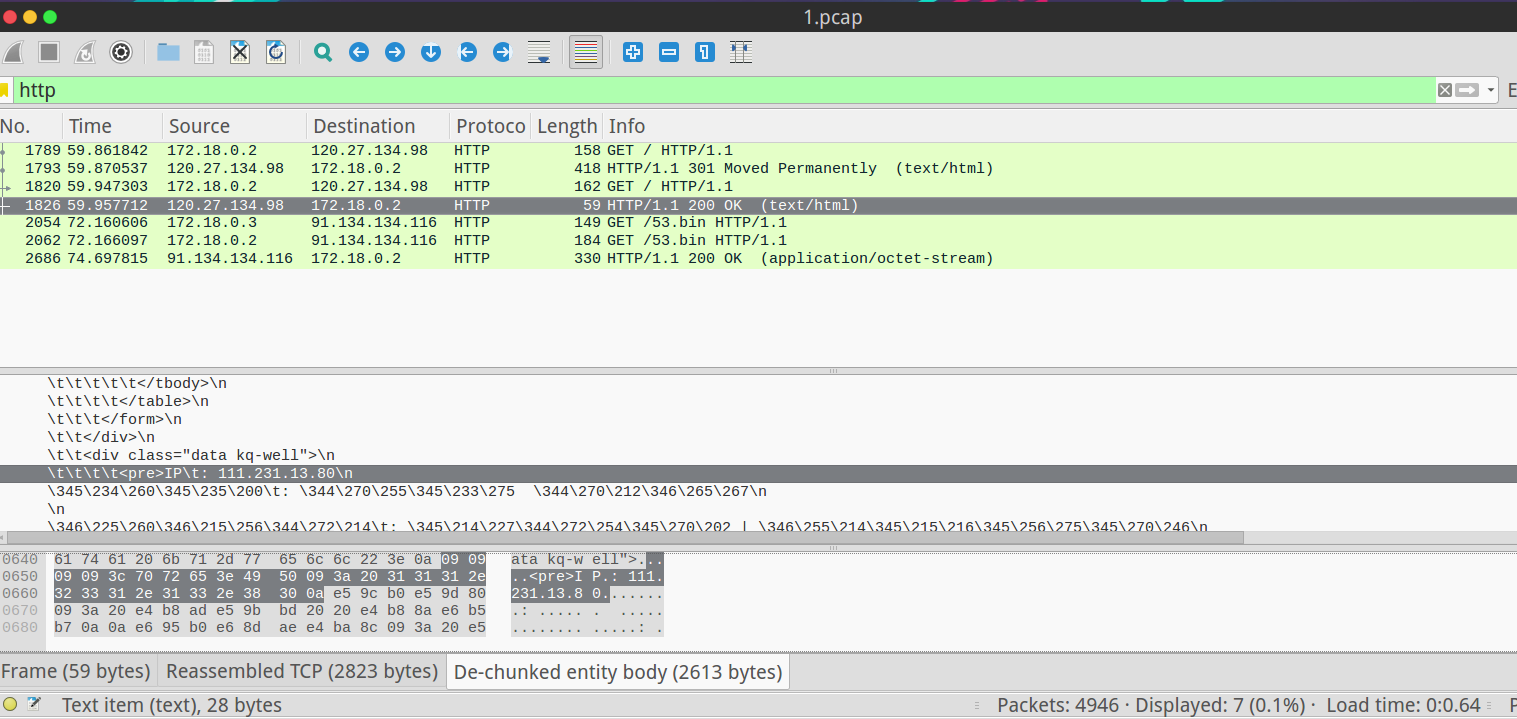 1.pcap
http
E
No. Time Source Destination Protoco Length Info
1789 59.861842 172.18.0.2 120.27.134.98 HTTP 158 GET / HTTP/1.1
1793 59.870537 120.27.134.98 172.18.0.2 HTTP 418 HTTP/1.1 301 Moved Permanently (text/html)
1820 59.947303 172.18.0.2 120.27.134.98 HTTP 162 GET / HTTP/1.1
1826 59.957712 120.27.134.98 172.18.0.2 HTTP 59 HTTP/1.1 200 OK (text/html)
2054 72.160606 172.18.0.3 91.134.134.116 HTTP 149 GET /53.bin HTTP/1.1
2062 72.166097 172.18.0.2 91.134.134.116 HTTP 184 GET /53.bin HTTP/1.1
2686 74.697815 91.134.134.116 172.18.0.2 HTTP 330 HTTP/1.1 200 OK (application/octet-stream)
\t\t\t\t\t</tbody>\n
\t\t\t\t</table>\n
\t\t\t</form>\n
\t\t</div>\n
\t\t<div class="data kq-well">\n
\t\t\t\t<pre>IP\t: 111.231.13.80\n
\345\234\260\345\235\200\t: \344\270\255\345\233\275  \344\270\212\346\265\267\n
\n
\346\225\260\346\215\256\344\272\214\t: \345\214\227\344\272\254\345\270\202 | \346\255\214\345\215\216\345\256\275\345\270\246\n
0640 61 74 61 20 6b 71 2d 77 65 6c 6c 22 3e 0a 09 09 ata kq-w ell">...
0650 09 09 3c 70 72 65 3e 49 50 09 3a 20 31 31 31 2e ..<pre>I P.: 111.
0660 32 33 31 2e 31 33 2e 38 30 0a e5 9c b0 e5 9d 80 231.13.8 0.......
0670 09 3a 20 e4 b8 ad e5 9b bd 20 20 e4 b8 8a e6 b5 .: ..... .  .....
0680 b7 0a 0a e6 95 b0 e6 8d ae e4 ba 8c 09 3a 20 e5 ........ .....: .
Frame (59 bytes) Reassembled TCP (2823 bytes) De-chunked entity body (2613 bytes)
Text item (text), 28 bytes Packets: 4946 · Displayed: 7 (0.1%) · Load time: 0:0.64 P